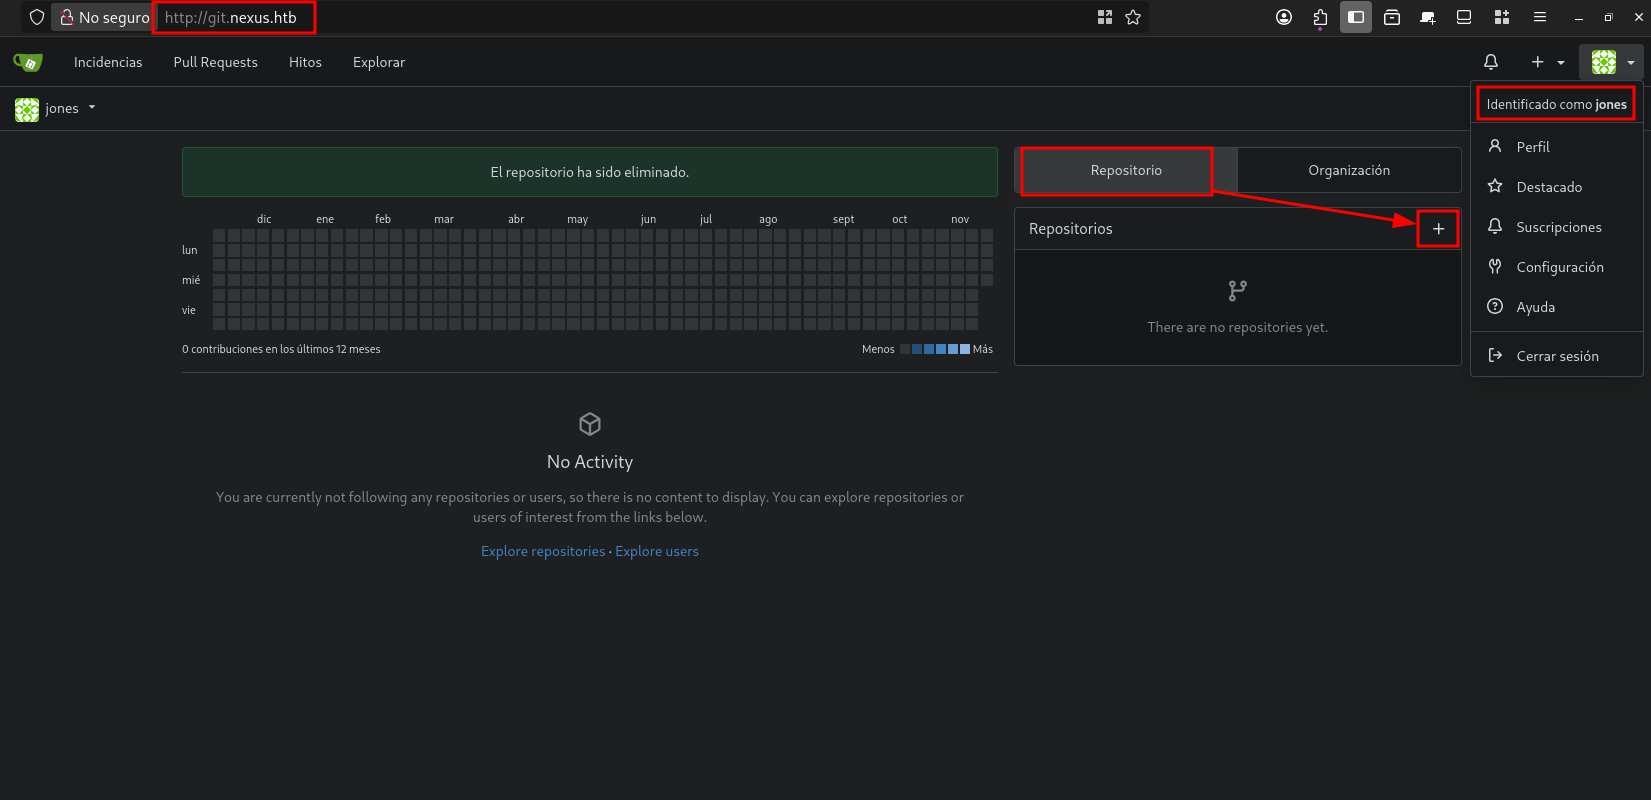 No seguro
http://git.nexus.htb
Incidencias
Pull Requests
Hitos
Explorar
jones
Identificado como jones
Perfil
Destacado
Suscripciones
Configuración
Ayuda
Cerrar sesión
El repositorio ha sido eliminado.
Repositorio
Organización
dic ene feb mar abr may jun jul ago sept oct nov
lun
mié
vie
0 contribuciones en los últimos 12 meses
Menos
Más
Repositorios
There are no repositories yet.
No Activity
You are currently not following any repositories or users, so there is no content to display. You can explore repositories or
users of interest from the links below.
Explore repositories · Explore users